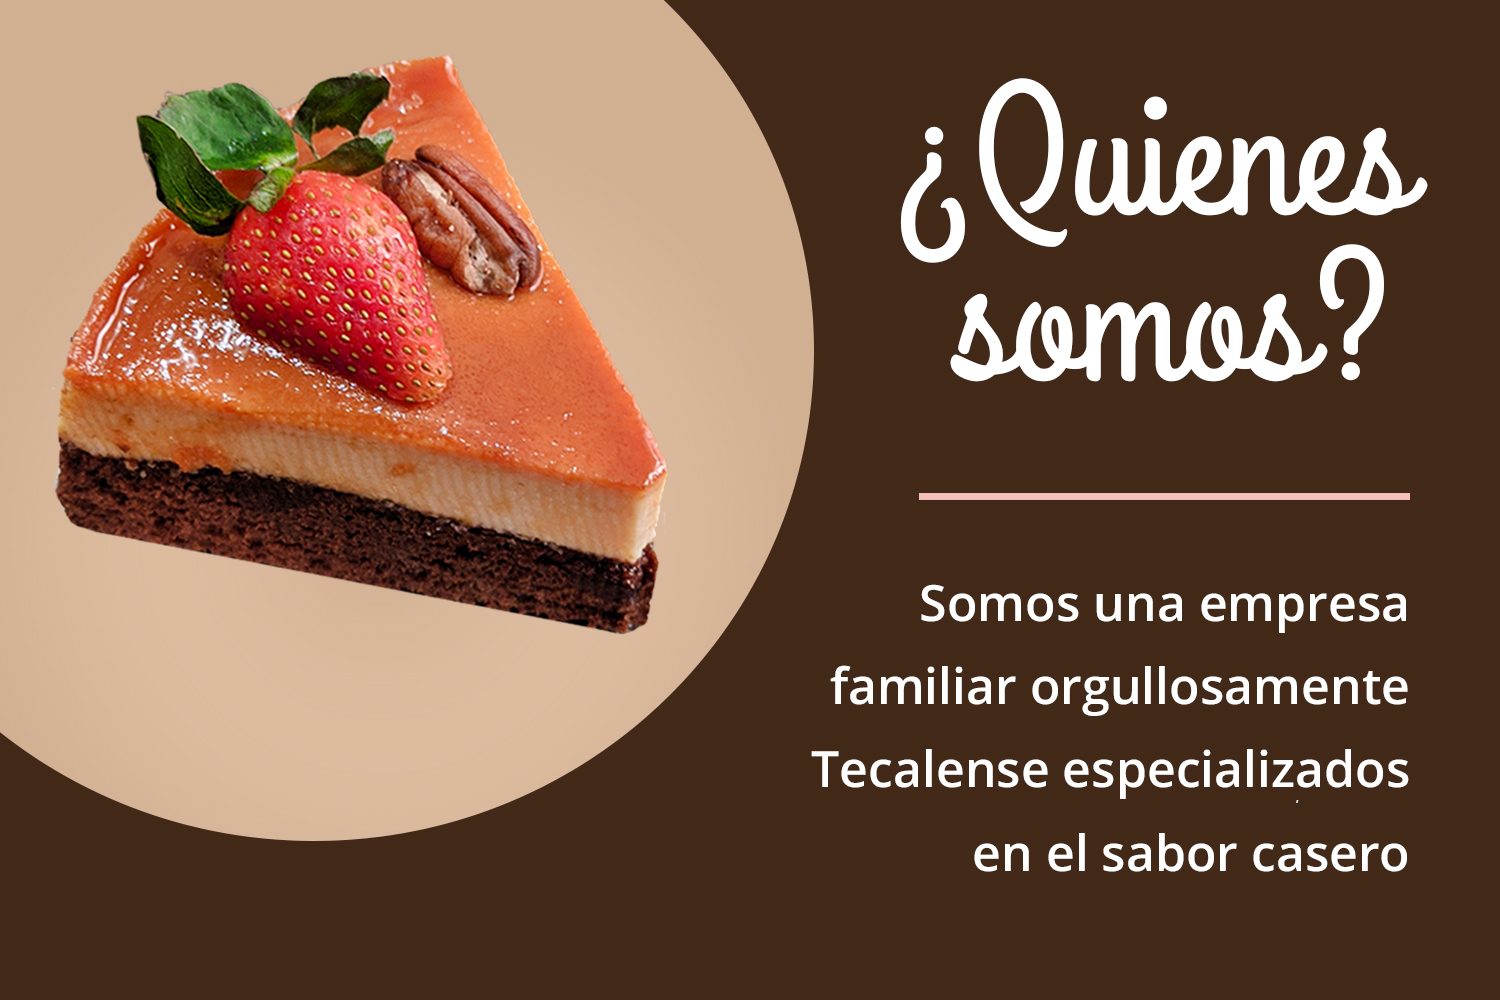 ¿Quienes
somos?
Somos una empresa
familiar orgullosamente
Tecalense especializados
en el sabor casero